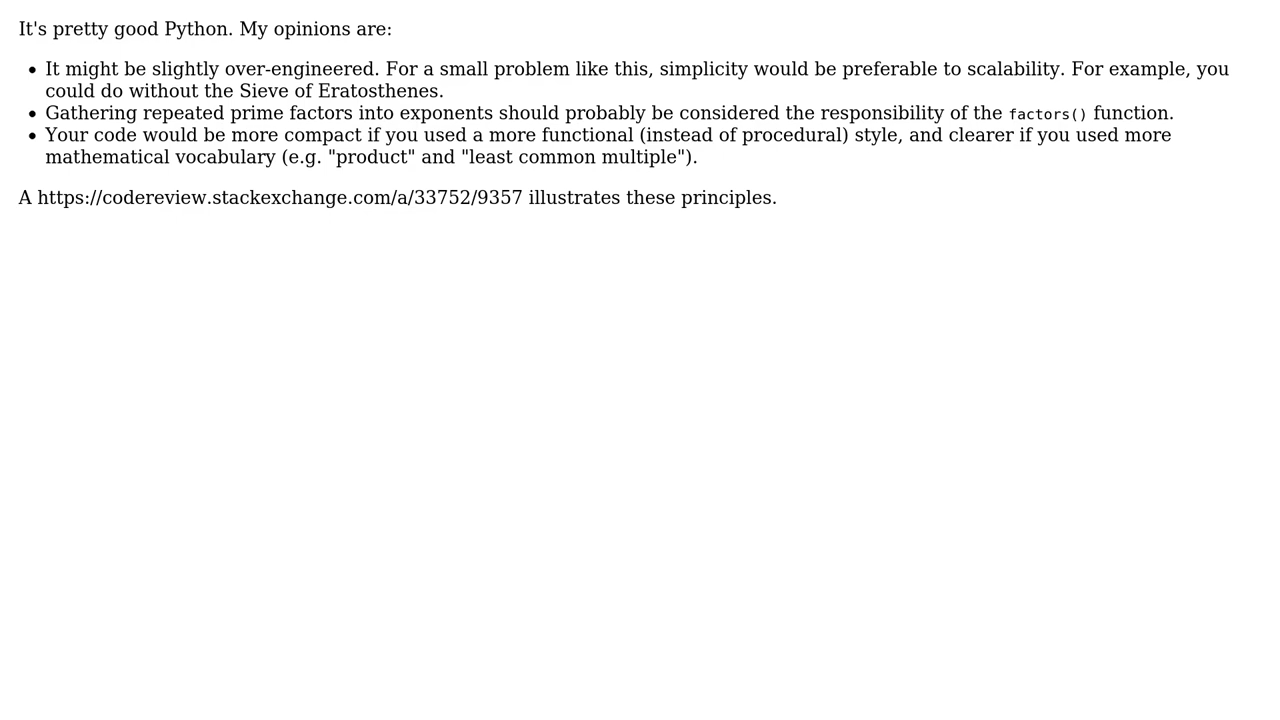 It's pretty good Python. My opinions are:
• It might be slightly over-engineered. For a small problem like this, simplicity would be preferable to scalability. For example, you
could do without the Sieve of Eratosthenes.
• Gathering repeated prime factors into exponents should probably be considered the responsibility of the factors() function.
• Your code would be more compact if you used a more functional (instead of procedural) style, and clearer if you used more
mathematical vocabulary (e.g. "product" and "least common multiple").
A https://codereview.stackexchange.com/a/33752/9357 illustrates these principles.